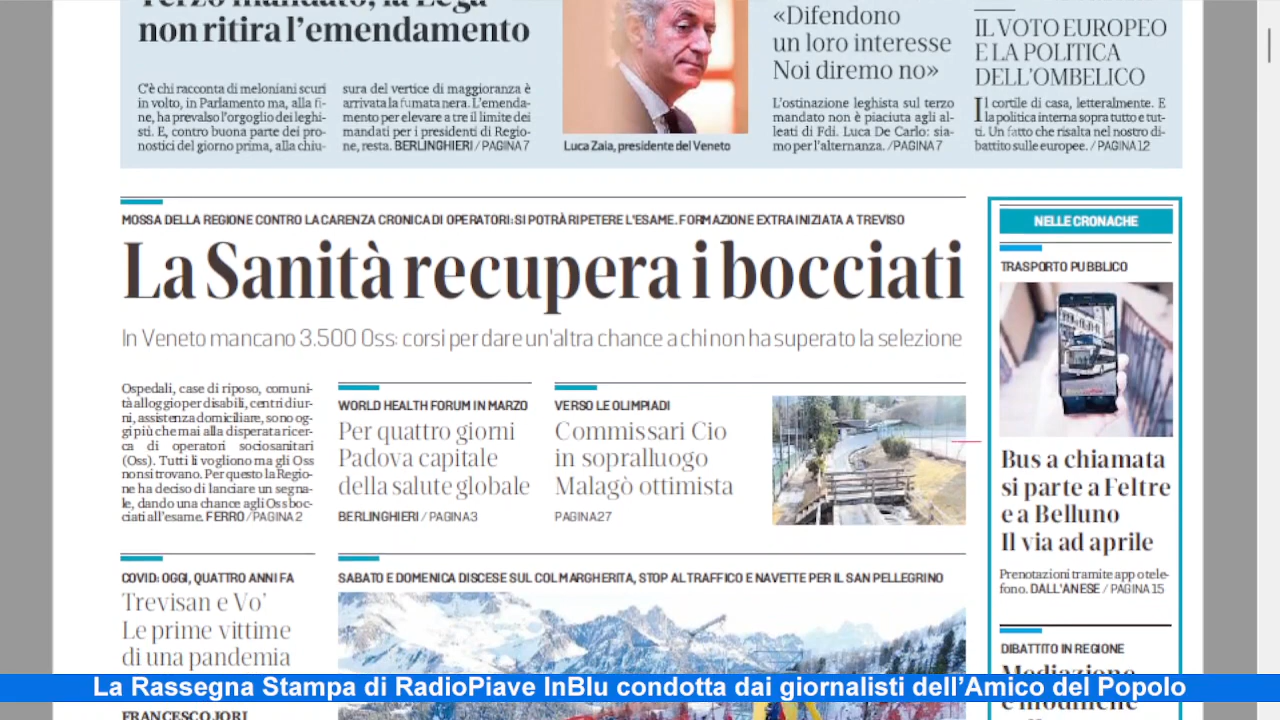 Terzo mandato, la Lega
non ritira l'emendamento
C'è chi racconta di meloniani scuri
in volto, in Parlamento ma, alla fi-
ne, ha prevalso l'orgoglio dei leghi-
sti. E, contro buona parte dei pro-
nostici del giorno prima, alla chiu-
sura del vertice di maggioranza è
arrivata la fumata nera. L'emenda-
mento per elevare a tre il limite dei
mandati per i presidenti di Regio-
ne, resta. BERLINGHIERI / PAGINA 7
Luca Zaia, presidente del Veneto
«Difendono
un loro interesse
Noi diremo no»
L'ostinazione leghista sul terzo
mandato non è piaciuta agli al-
leati di Fdi. Luca De Carlo: sia-
mo per l'alternanza. / PAGINA 7
IL VOTO EUROPEO
E LA POLITICA
DELL'OMBELICO
Il cortile di casa, letteralmente. E
la politica interna sopra tutto e tut-
ti. Un fatto che risalta nel nostro di-
battito sulle europee. / PAGINA 12
MOSSA DELLA REGIONE CONTRO LA CARENZA CRONICA DI OPERATORI: SI POTRÀ RIPETERE L'ESAME. FORMAZIONE EXTRA INIZIATA A TREVISO
La Sanità recupera i bocciati
In Veneto mancano 3.500 Oss: corsi per dare un'altra chance a chi non ha superato la selezione
Ospedali, case di riposo, comuni-
tà alloggio per disabili, centri diur-
ni, assistenza domiciliare, sono og-
gi più che mai alla disperata ricer-
ca di operatori sociosanitari
(Oss). Tutti li vogliono ma gli Oss
non si trovano. Per questo la Regio-
ne ha deciso di lanciare un segna-
le, dando una chance agli Oss boc-
ciati all'esame. FERRO / PAGINA 2
WORLD HEALTH FORUM IN MARZO
Per quattro giorni
Padova capitale
della salute globale
BERLINGHIERI / PAGINA 3
VERSO LE OLIMPIADI
Commissari Cio
in sopralluogo
Malagò ottimista
PAGINA 27
NELLE CRONACHE
TRASPORTO PUBBLICO
Bus a chiamata
si parte a Feltre
e a Belluno
Il via ad aprile
Prenotazioni tramite app o tele-
fono. DALL'ANESE / PAGINA 15
DIBATTITO IN REGIONE
Mediazione
e modifiche
COVID: OGGI, QUATTRO ANNI FA
Trevisan e Vo'
Le prime vittime
di una pandemia
FRANCESCO JORI
SABATO E DOMENICA DISCESE SUL COL MARGHERITA, STOP AL TRAFFICO E NAVETTE PER IL SAN PELLEGRINO
La Rassegna Stampa di RadioPiave InBlu condotta dai giornalisti dell'Amico del Popolo